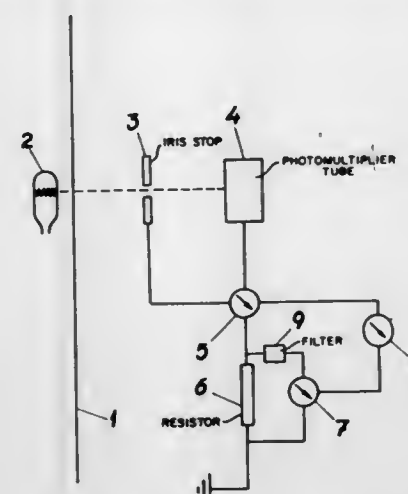 4
3
IRIS STOP
2
PHOTOMULTIPLIER
TUBE
9
5
FILTER
6
RESISTOR
7
1